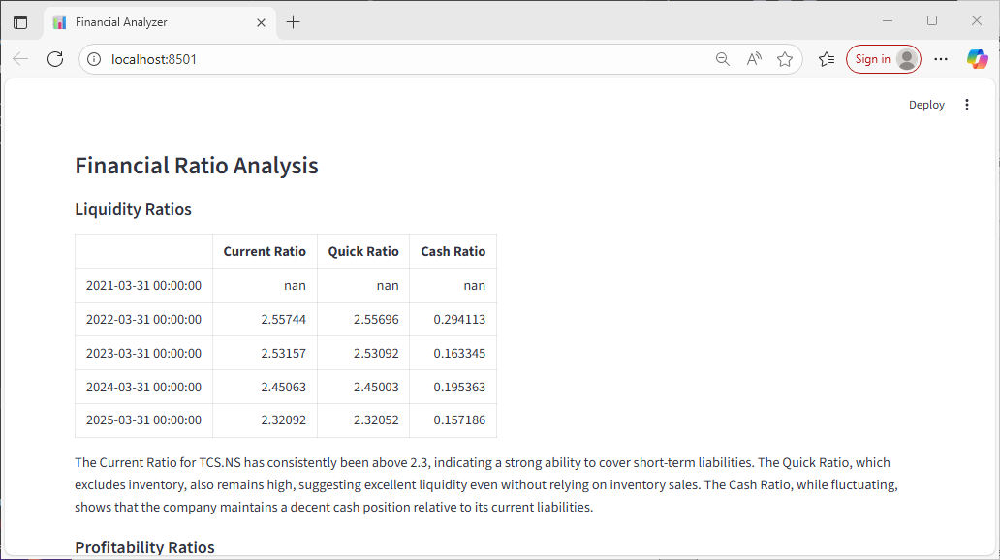 Financial Analyzer
localhost:8501
Sign in
Deploy
Financial Ratio Analysis
Liquidity Ratios
Current Ratio Quick Ratio Cash Ratio
2021-03-31 00:00:00 nan nan nan
2022-03-31 00:00:00 2.55744 2.55696 0.294113
2023-03-31 00:00:00 2.53157 2.53092 0.163345
2024-03-31 00:00:00 2.45063 2.45003 0.195363
2025-03-31 00:00:00 2.32092 2.32052 0.157186
The Current Ratio for TCS.NS has consistently been above 2.3, indicating a strong ability to cover short-term liabilities. The Quick Ratio, which
excludes inventory, also remains high, suggesting excellent liquidity even without relying on inventory sales. The Cash Ratio, while fluctuating,
shows that the company maintains a decent cash position relative to its current liabilities.
Profitability Ratios